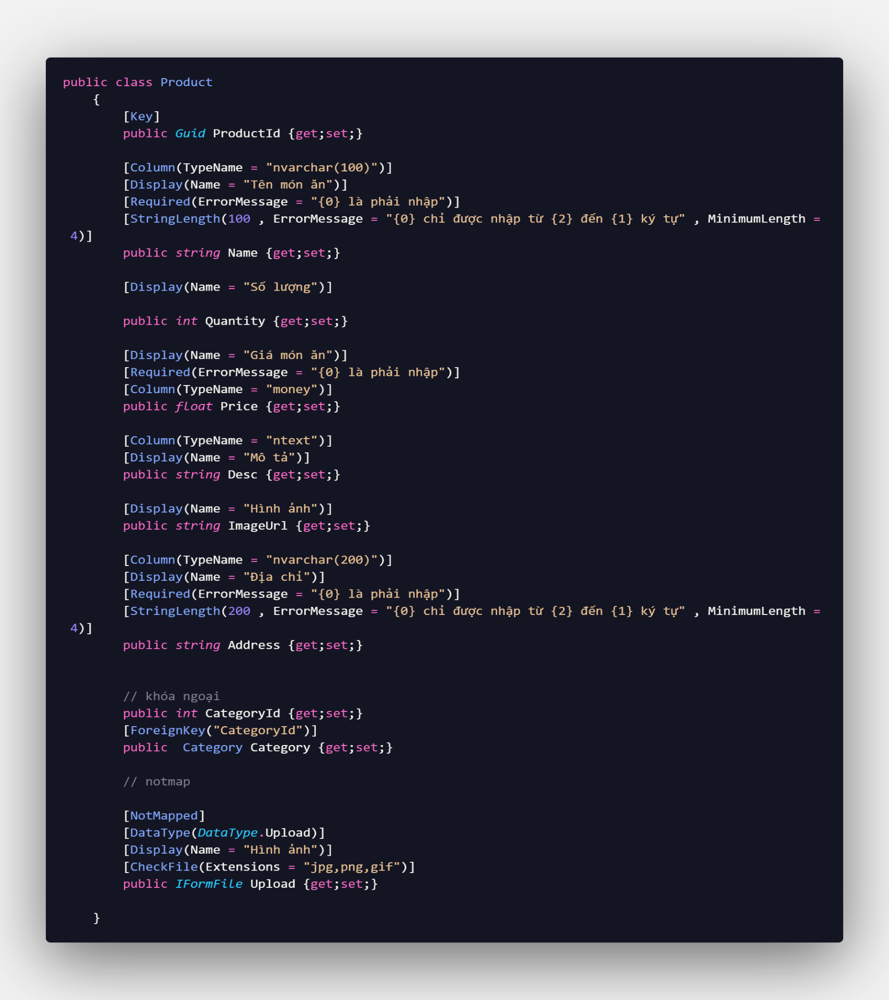 public class Product
{
[Key]
public Guid ProductId {get;set;}
[Column(TypeName = "nvarchar(100)")]
[Display(Name = "Tên món ăn")]
[Required(ErrorMessage = "{0} là phải nhập")]
[StringLength(100 , ErrorMessage = "{0} chỉ được nhập từ {2} đến {1} ký tự" , MinimumLength =
4)]
public string Name {get;set;}
[Display(Name = "Số lượng")]
public int Quantity {get;set;}
[Display(Name = "Giá món ăn")]
[Required(ErrorMessage = "{0} là phải nhập")]
[Column(TypeName = "money")]
public float Price {get;set;}
[Column(TypeName = "ntext")]
[Display(Name = "Mô tả")]
public string Desc {get;set;}
[Display(Name = "Hình ảnh")]
public string ImageUrl {get;set;}
[Column(TypeName = "nvarchar(200)")]
[Display(Name = "Địa chỉ")]
[Required(ErrorMessage = "{0} là phải nhập")]
[StringLength(200 , ErrorMessage = "{0} chỉ được nhập từ {2} đến {1} ký tự" , MinimumLength =
4)]
public string Address {get;set;}
// khóa ngoại
public int CategoryId {get;set;}
[ForeignKey("CategoryId")]
public  Category Category {get;set;}
// notmap
[NotMapped]
[DataType(DataType.Upload)]
[Display(Name = "Hình ảnh")]
[CheckFile(Extensions = "jpg,png,gif")]
public IFormFile Upload {get;set;}
}